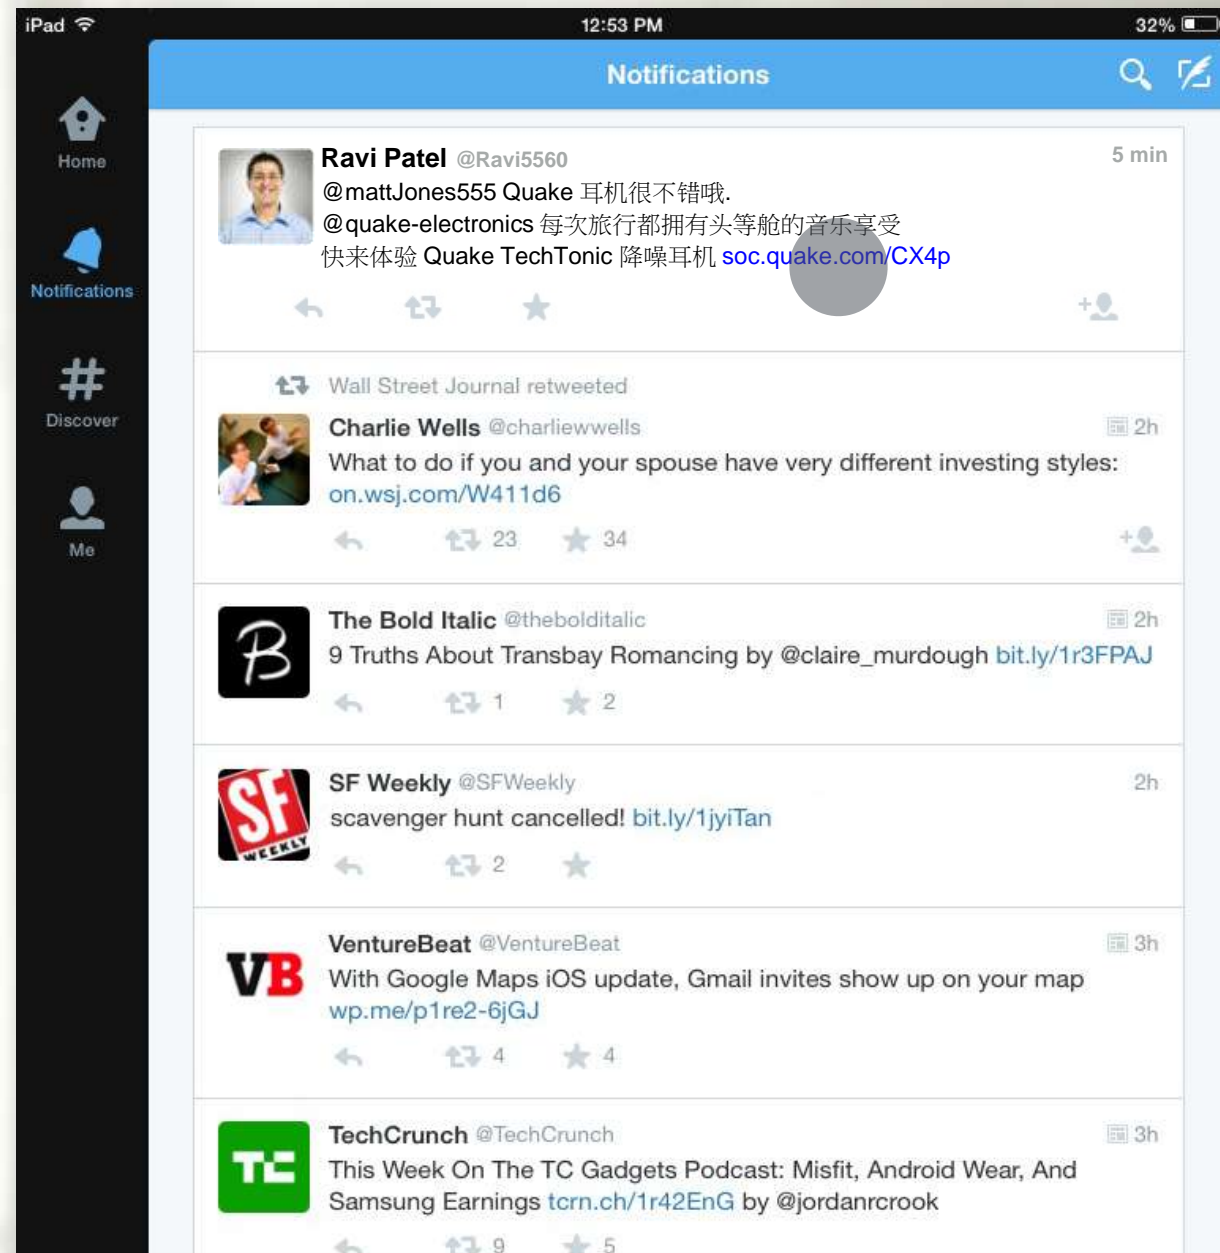 iPad 12:53 PM 32%
Notifications
Home
Notifications
Discover
Me
Ravi Patel @Ravi5560 5 min
@mattJones555 Quake 耳机很不错哦.
@quake-electronics 每次旅行都拥有头等舱的音乐享受
快来体验 Quake TechTonic 降噪耳机 soc.quake.com/CX4p
Wall Street Journal retweeted
Charlie Wells @charliewwells 2h
What to do if you and your spouse have very different investing styles:
on.wsj.com/W411d6
23 34
B
The Bold Italic @thebolditalic 2h
9 Truths About Transbay Romancing by @claire_murdough bit.ly/1r3FPAJ
1 2
SF
WEEKLY
SF Weekly @SFWeekly 2h
scavenger hunt cancelled! bit.ly/1jyiTan
2
VB
VentureBeat @VentureBeat 3h
With Google Maps iOS update, Gmail invites show up on your map
wp.me/p1re2-6jGJ
4 4
TC
TechCrunch @TechCrunch 3h
This Week On The TC Gadgets Podcast: Misfit, Android Wear, And
Samsung Earnings tcrn.ch/1r42EnG by @jordanrcrook
9 5